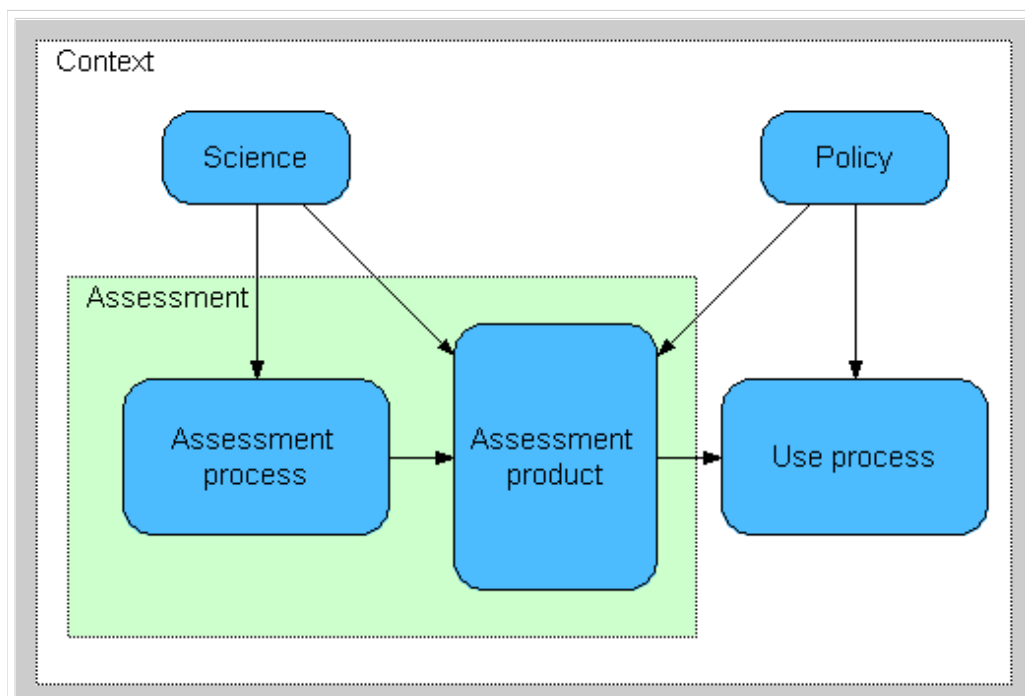 Context
Science
Policy
Assessment
Assessment
process
Assessment
product
Use process